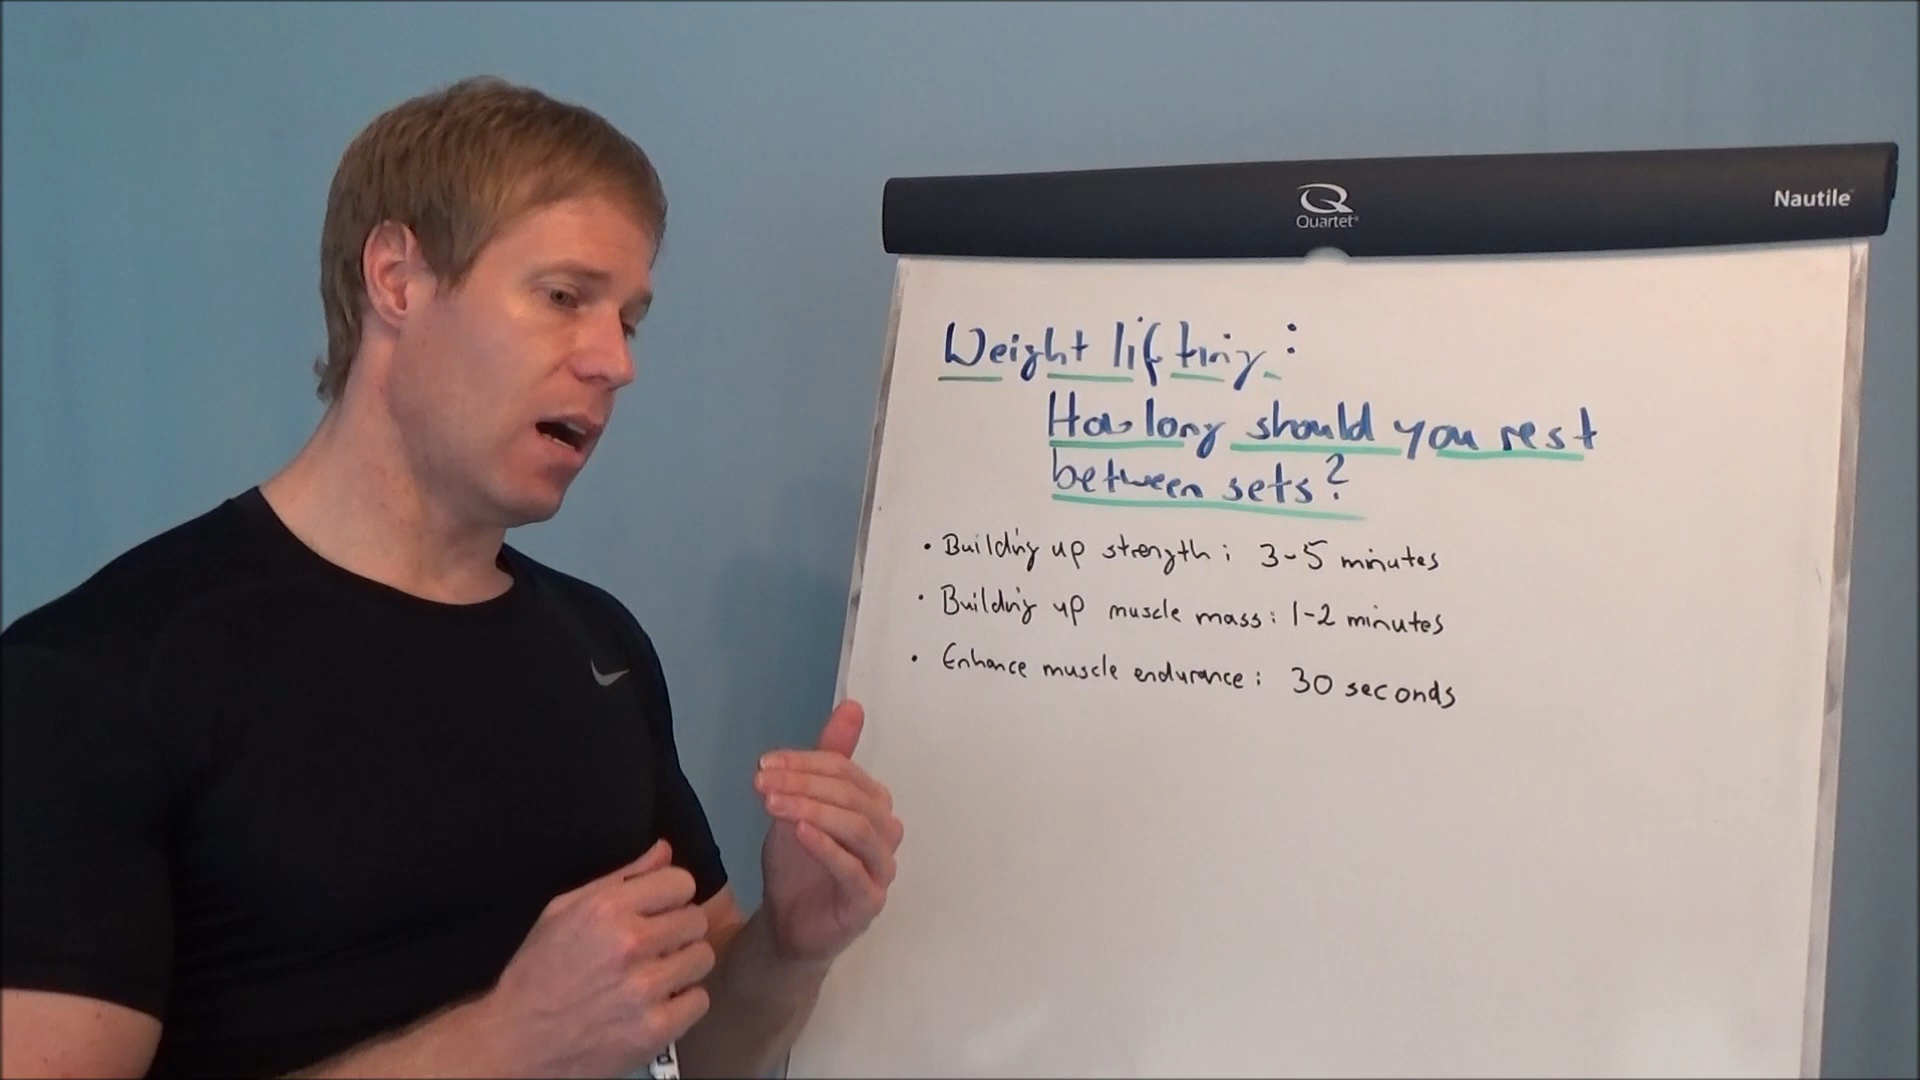 Quartet
Nautile
Weight lifting:
How long should you rest
between sets?
• Building up strength: 3-5 minutes
• Building up muscle mass: 1-2 minutes
• Enhance muscle endurance: 30 seconds